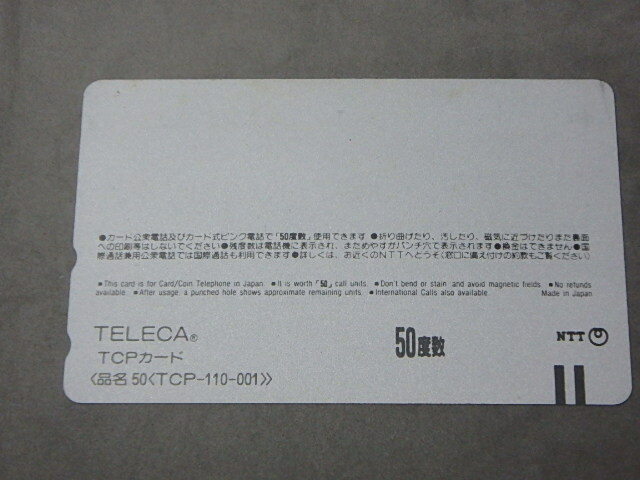 ●カード公衆電話及びカード式ピンク電話で「50度数」使用できます ●折り曲げたり、汚したり、磁気に近づけたりまた裏面
への印刷等はしないでください ●残度数は電話機に表示され、まためやすがパンチ穴で表示されます ●換金はできません ●国
際通話兼用公衆電話では国際通話も利用できます ●詳しくは、お近くのNTTへどうぞ(窓口に備え付けの約款もご覧ください)
■This card is for Card/Coin Telephone in Japan. ■It is worth「50」call units. ■Don't bend or stain and avoid magnetic fields. ■No refunds
available. ■After usage, a punched hole shows approximate remaining units. ■International Calls also available. Made in Japan
TELECA®
TCPカード
〈品名 50〈TCP-110-001〉〉
50度数
NTT